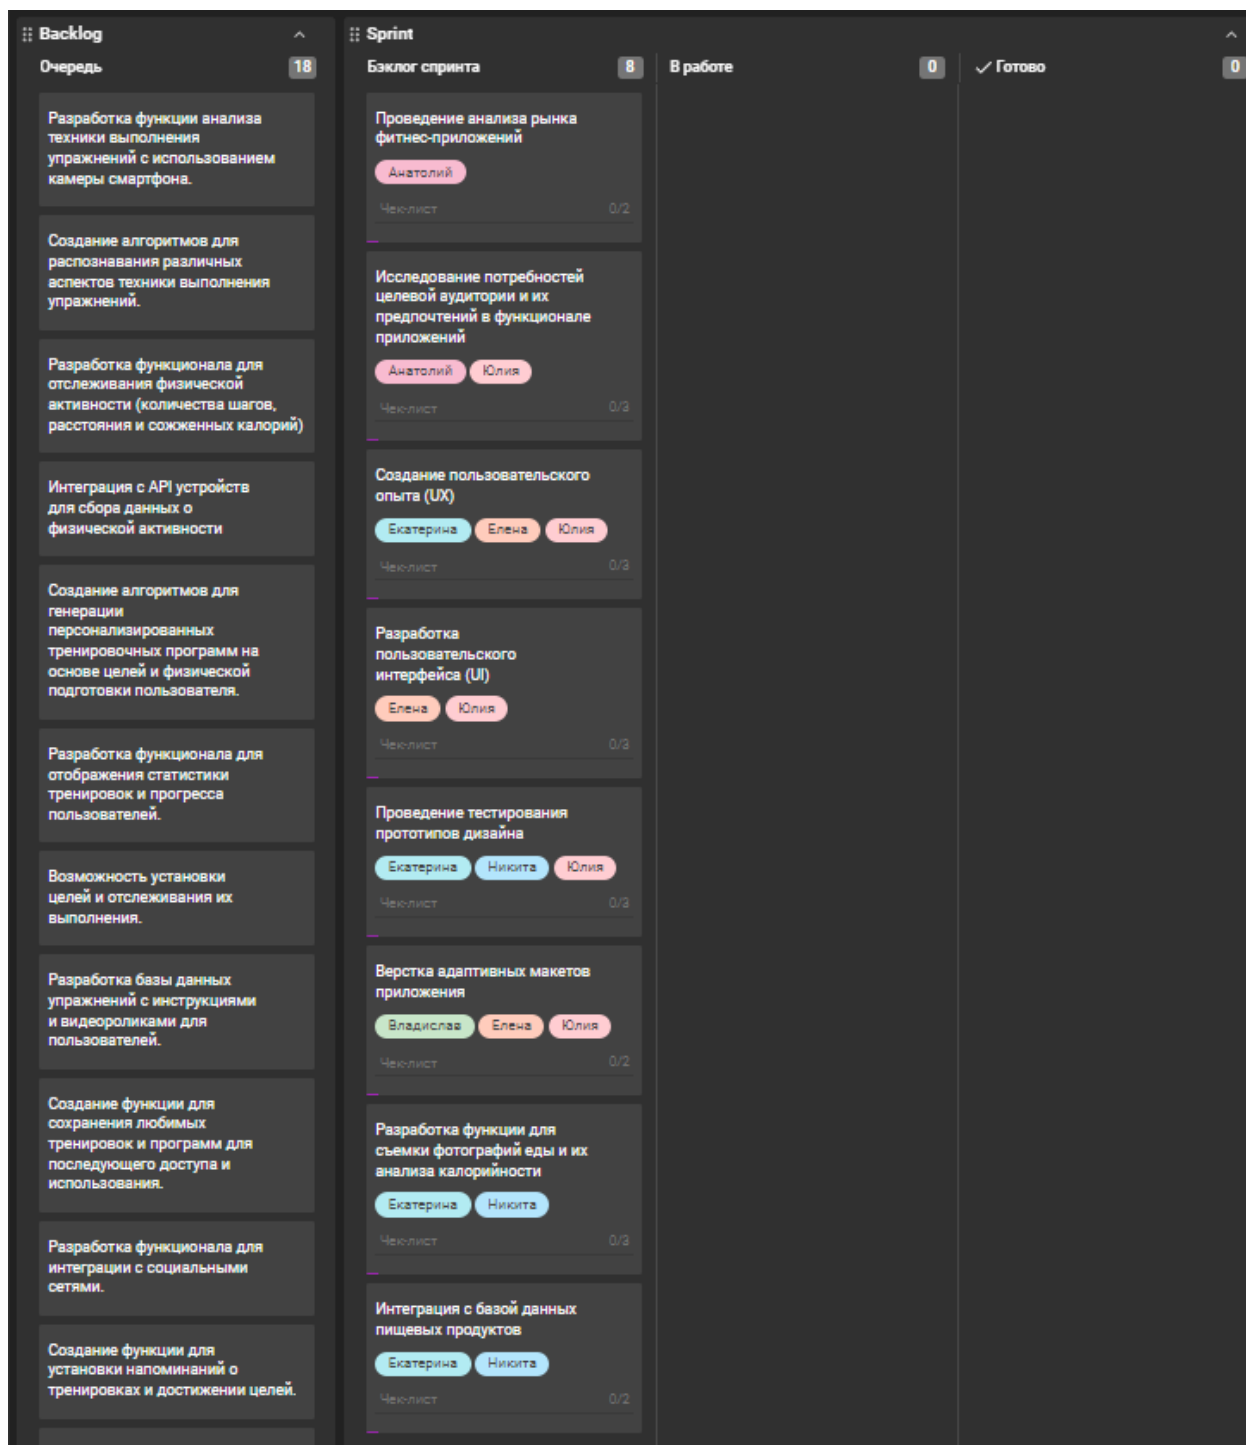 Backlog
Очередь 18
Разработка функции анализа
техники выполнения
упражнений с использованием
камеры смартфона.
Создание алгоритмов для
распознавания различных
аспектов техники выполнения
упражнений.
Разработка функционала для
отслеживания физической
активности (количества шагов,
расстояния и сожженных калорий)
Интеграция с API устройств
для сбора данных о
физической активности
Создание алгоритмов для
генерации
персонализированных
тренировочных программ на
основе целей и физической
подготовки пользователя.
Разработка функционала для
отображения статистики
тренировок и прогресса
пользователей.
Возможность установки
целей и отслеживания их
выполнения.
Разработка базы данных
упражнений с инструкциями
и видеороликами для
пользователей.
Создание функции для
сохранения любимых
тренировок и программ для
последующего доступа и
использования.
Разработка функционала для
интеграции с социальными
сетями.
Создание функции для
установки напоминаний о
тренировках и достижении целей.
Sprint
Бэклог спринта 8
Проведение анализа рынка
фитнес-приложений
Анатолий
Чек-лист 0/2
Исследование потребностей
целевой аудитории и их
предпочтений в функционале
приложений
Анатолий Юлия
Чек-лист 0/3
Создание пользовательского
опыта (UX)
Екатерина Елена Юлия
Чек-лист 0/3
Разработка
пользовательского
интерфейса (UI)
Елена Юлия
Чек-лист 0/3
Проведение тестирования
прототипов дизайна
Екатерина Никита Юлия
Чек-лист 0/3
Верстка адаптивных макетов
приложения
Владислав Елена Юлия
Чек-лист 0/2
Разработка функции для
съемки фотографий еды и их
анализа калорийности
Екатерина Никита
Чек-лист 0/3
Интеграция с базой данных
пищевых продуктов
Екатерина Никита
Чек-лист 0/2
В работе 0
Готово 0